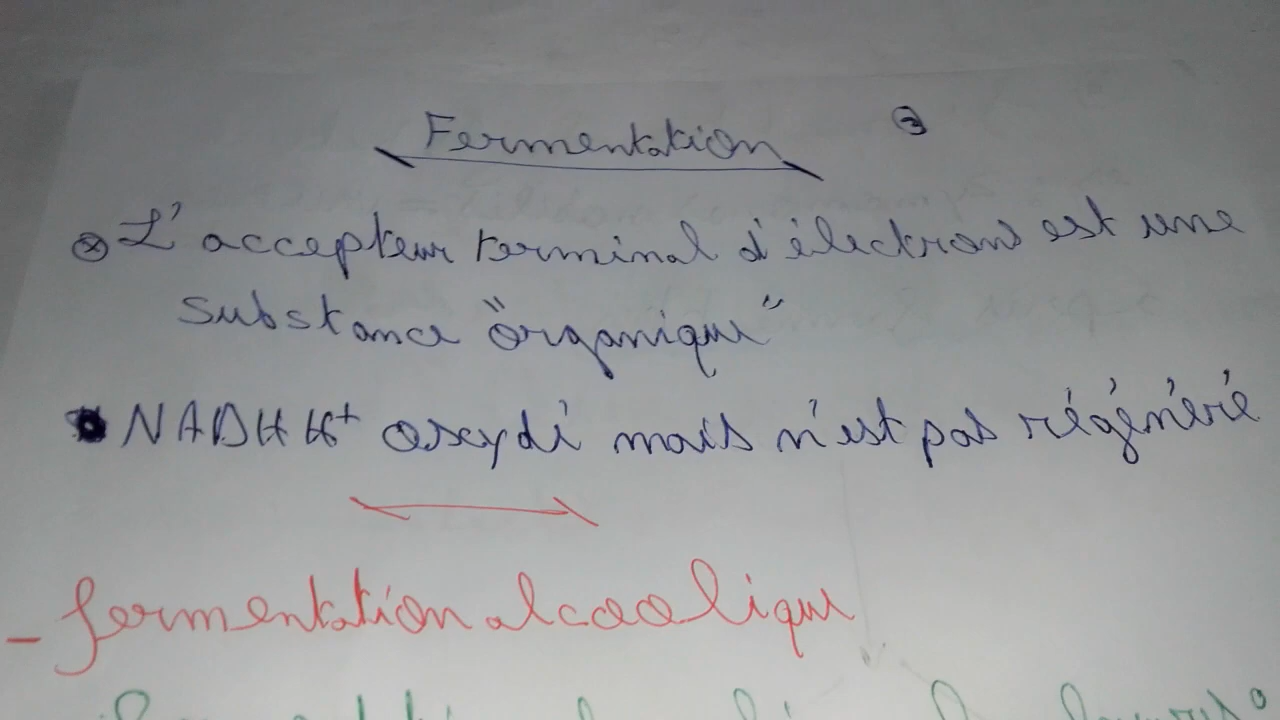 Fermentation
L'accepteur terminal d'électrons est une
substance "organique"
NADH H+ oxydé mais n'est pas régénéré
- fermentation alcoolique